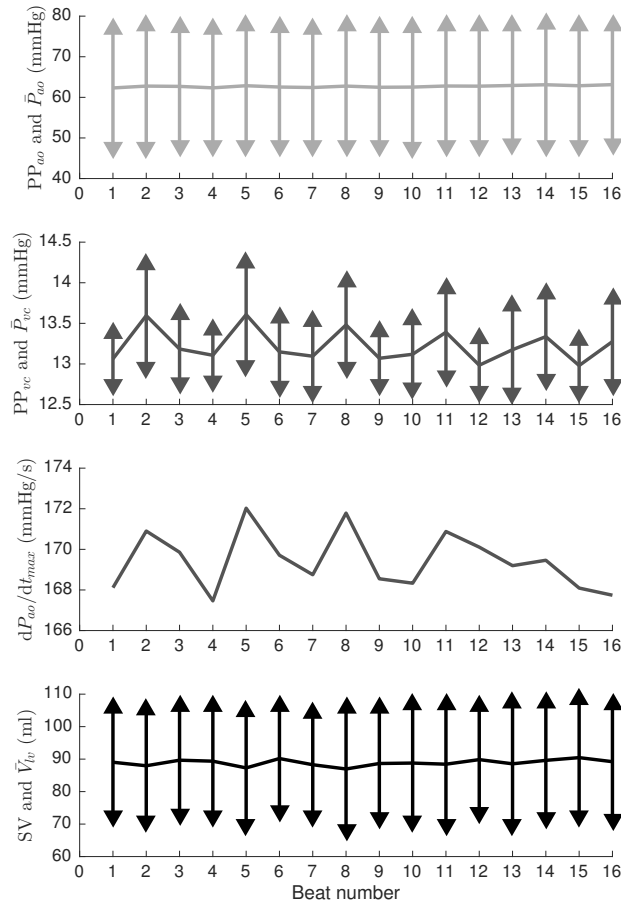 PP_ao and P̄_ao (mmHg)
80
70
60
50
40
0 1 2 3 4 5 6 7 8 9 10 11 12 13 14 15 16
PP_vc and P̄_vc (mmHg)
14.5
14
13.5
13
12.5
0 1 2 3 4 5 6 7 8 9 10 11 12 13 14 15 16
dP_ao/dt_max (mmHg/s)
174
172
170
168
166
0 1 2 3 4 5 6 7 8 9 10 11 12 13 14 15 16
SV and V̄_lv (ml)
110
100
90
80
70
60
0 1 2 3 4 5 6 7 8 9 10 11 12 13 14 15 16
Beat number